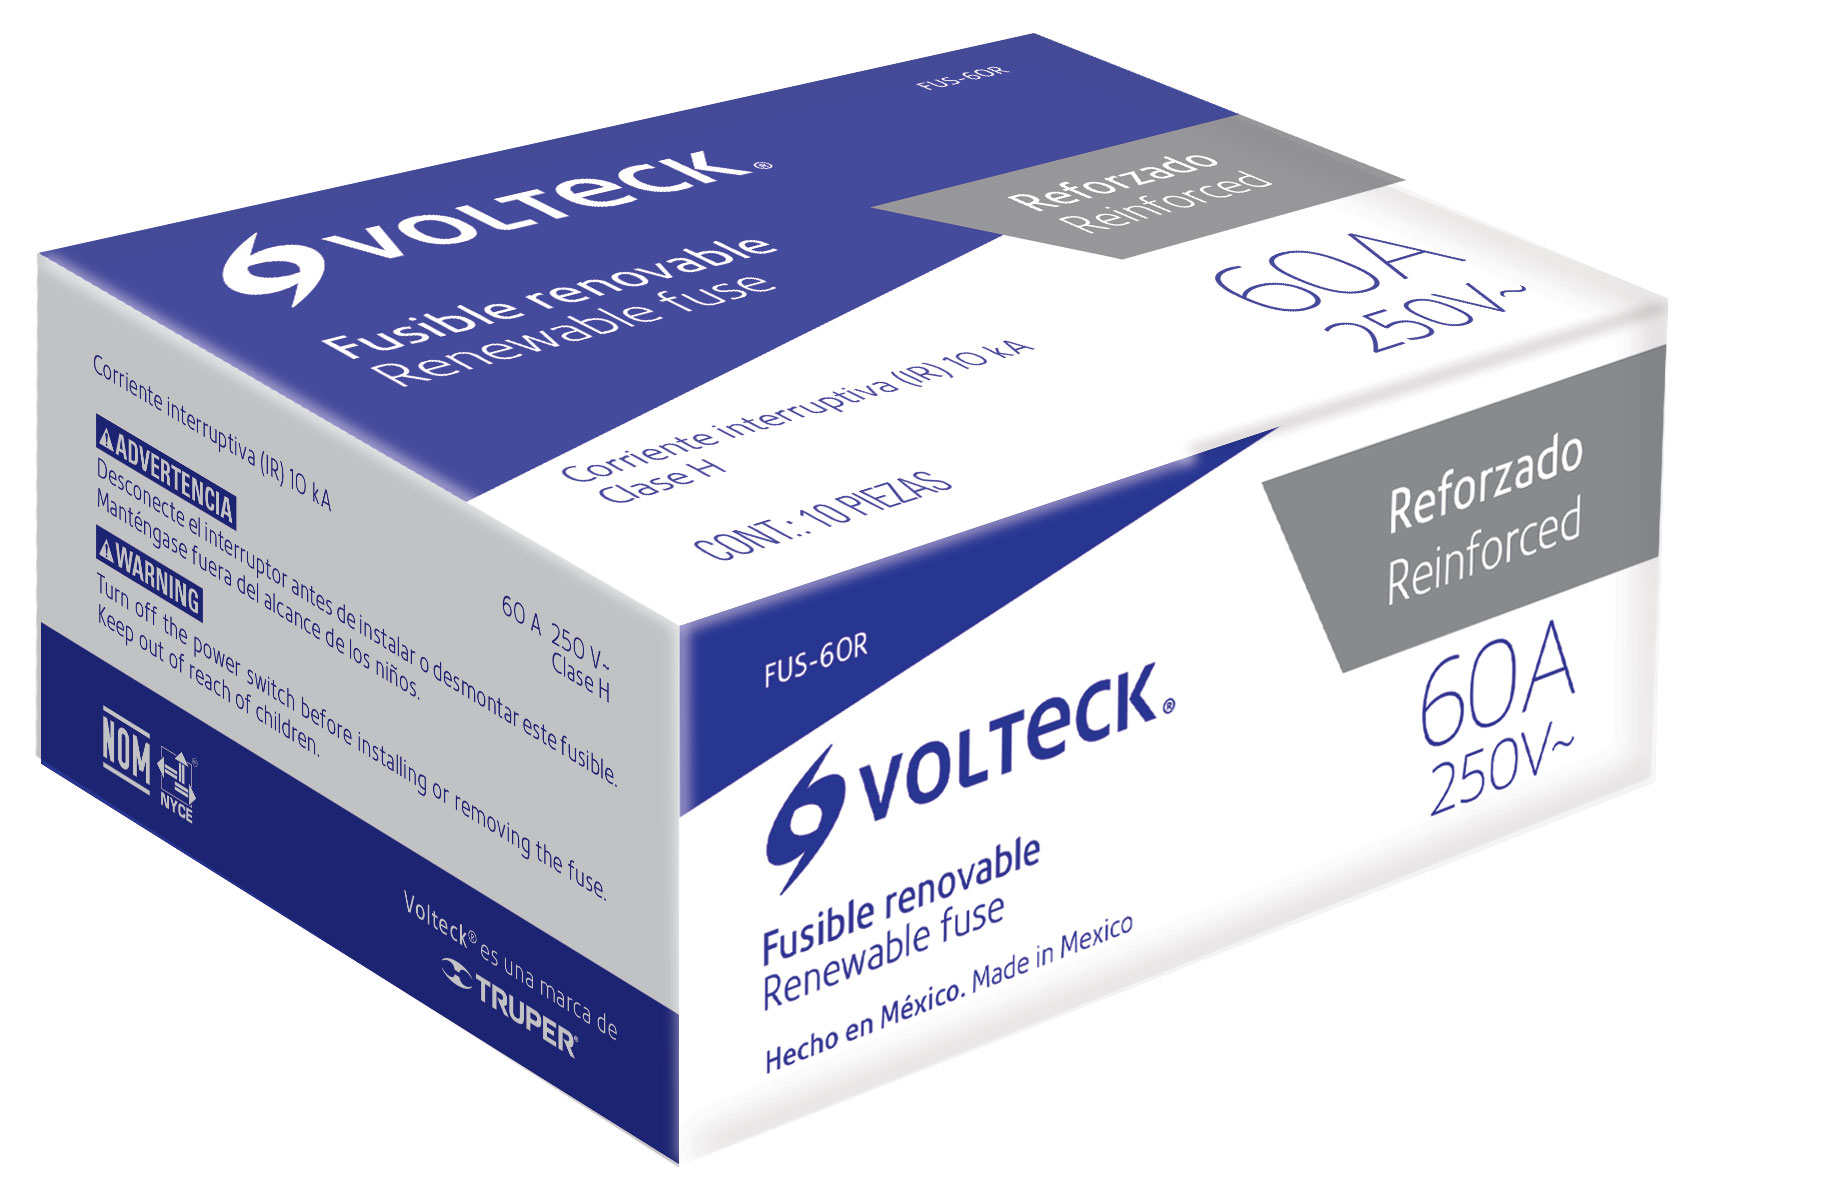 FUS-60R
VOLTECK®
Fusible renovable
Renewable fuse
Reforzado
Reinforced
60A
250V~
Corriente interruptiva (IR) 10 kA
Clase H
CONT.: 10 PIEZAS
Corriente interruptiva (IR) 10 kA
ADVERTENCIA
Desconecte el interruptor antes de instalar o desmontar este fusible.
Manténgase fuera del alcance de los niños.
WARNING
Turn off the power switch before installing or removing the fuse.
Keep out of reach of children.
60 A 250 V~
Clase H
NOM
NYCE
®
Volteck® es una marca de
TRUPER®
FUS-60R
VOLTECK®
Fusible renovable
Renewable fuse
Hecho en México. Made in Mexico
Reforzado
Reinforced
60A
250V~